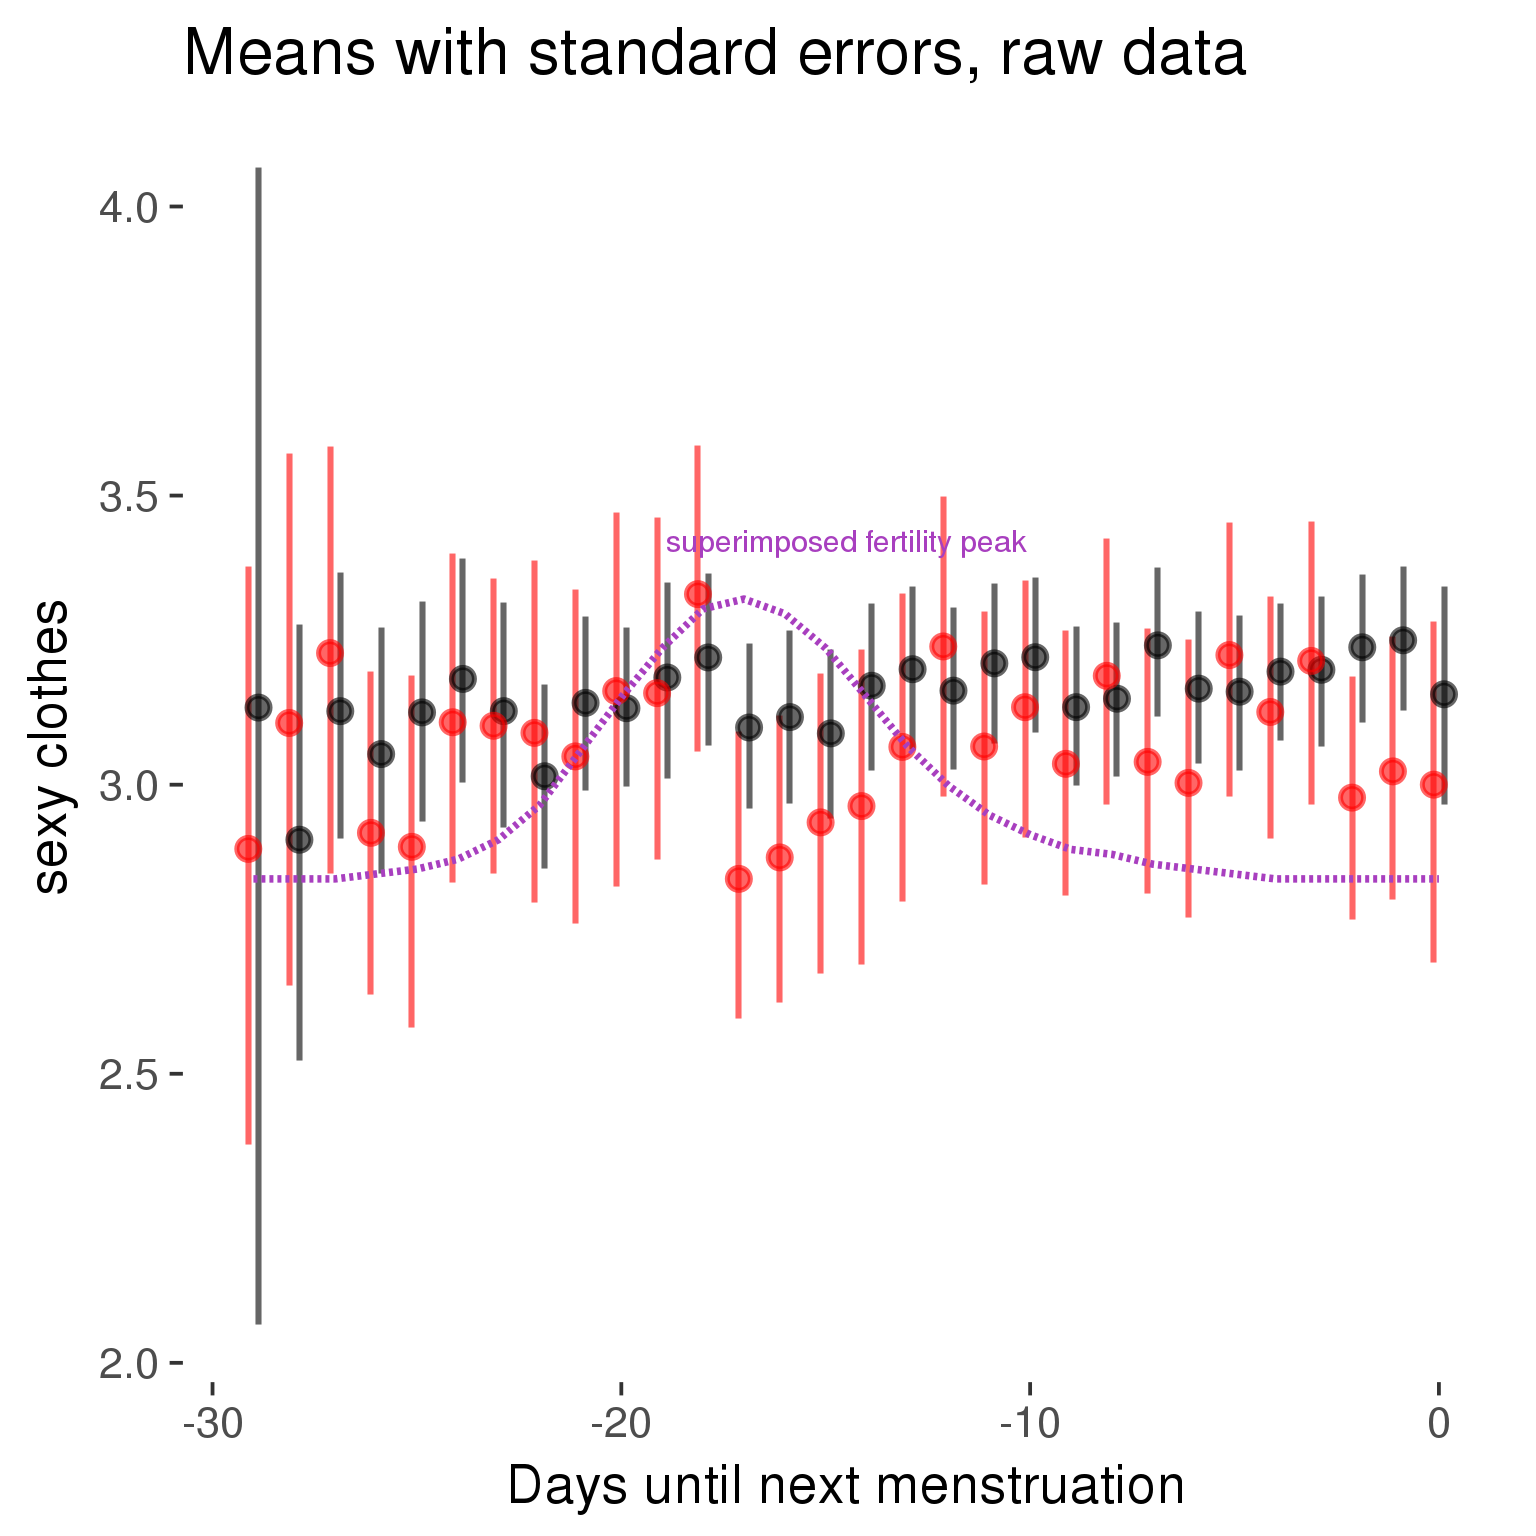 Means with standard errors, raw data
4.0
3.5
superimposed fertility peak
sexy clothes
3.0
2.5
2.0
-30 -20 -10 0
Days until next menstruation